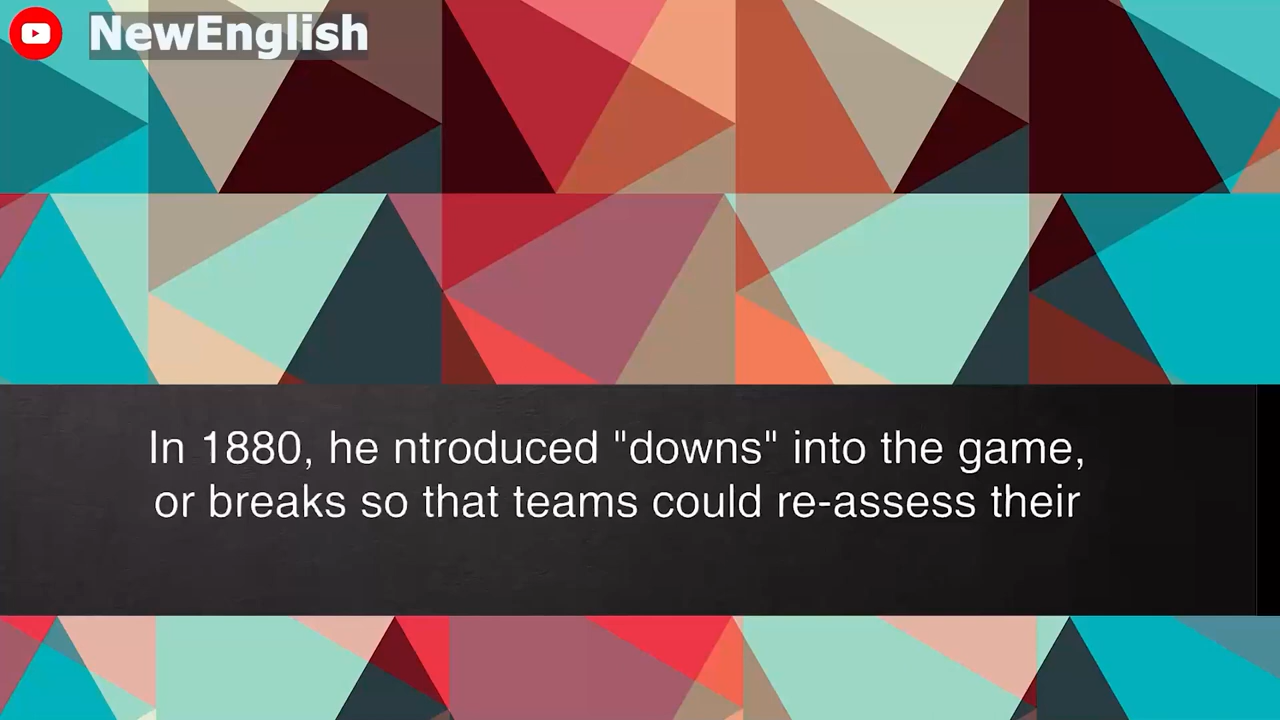 NewEnglish
In 1880, he ntroduced "downs" into the game,
or breaks so that teams could re-assess their